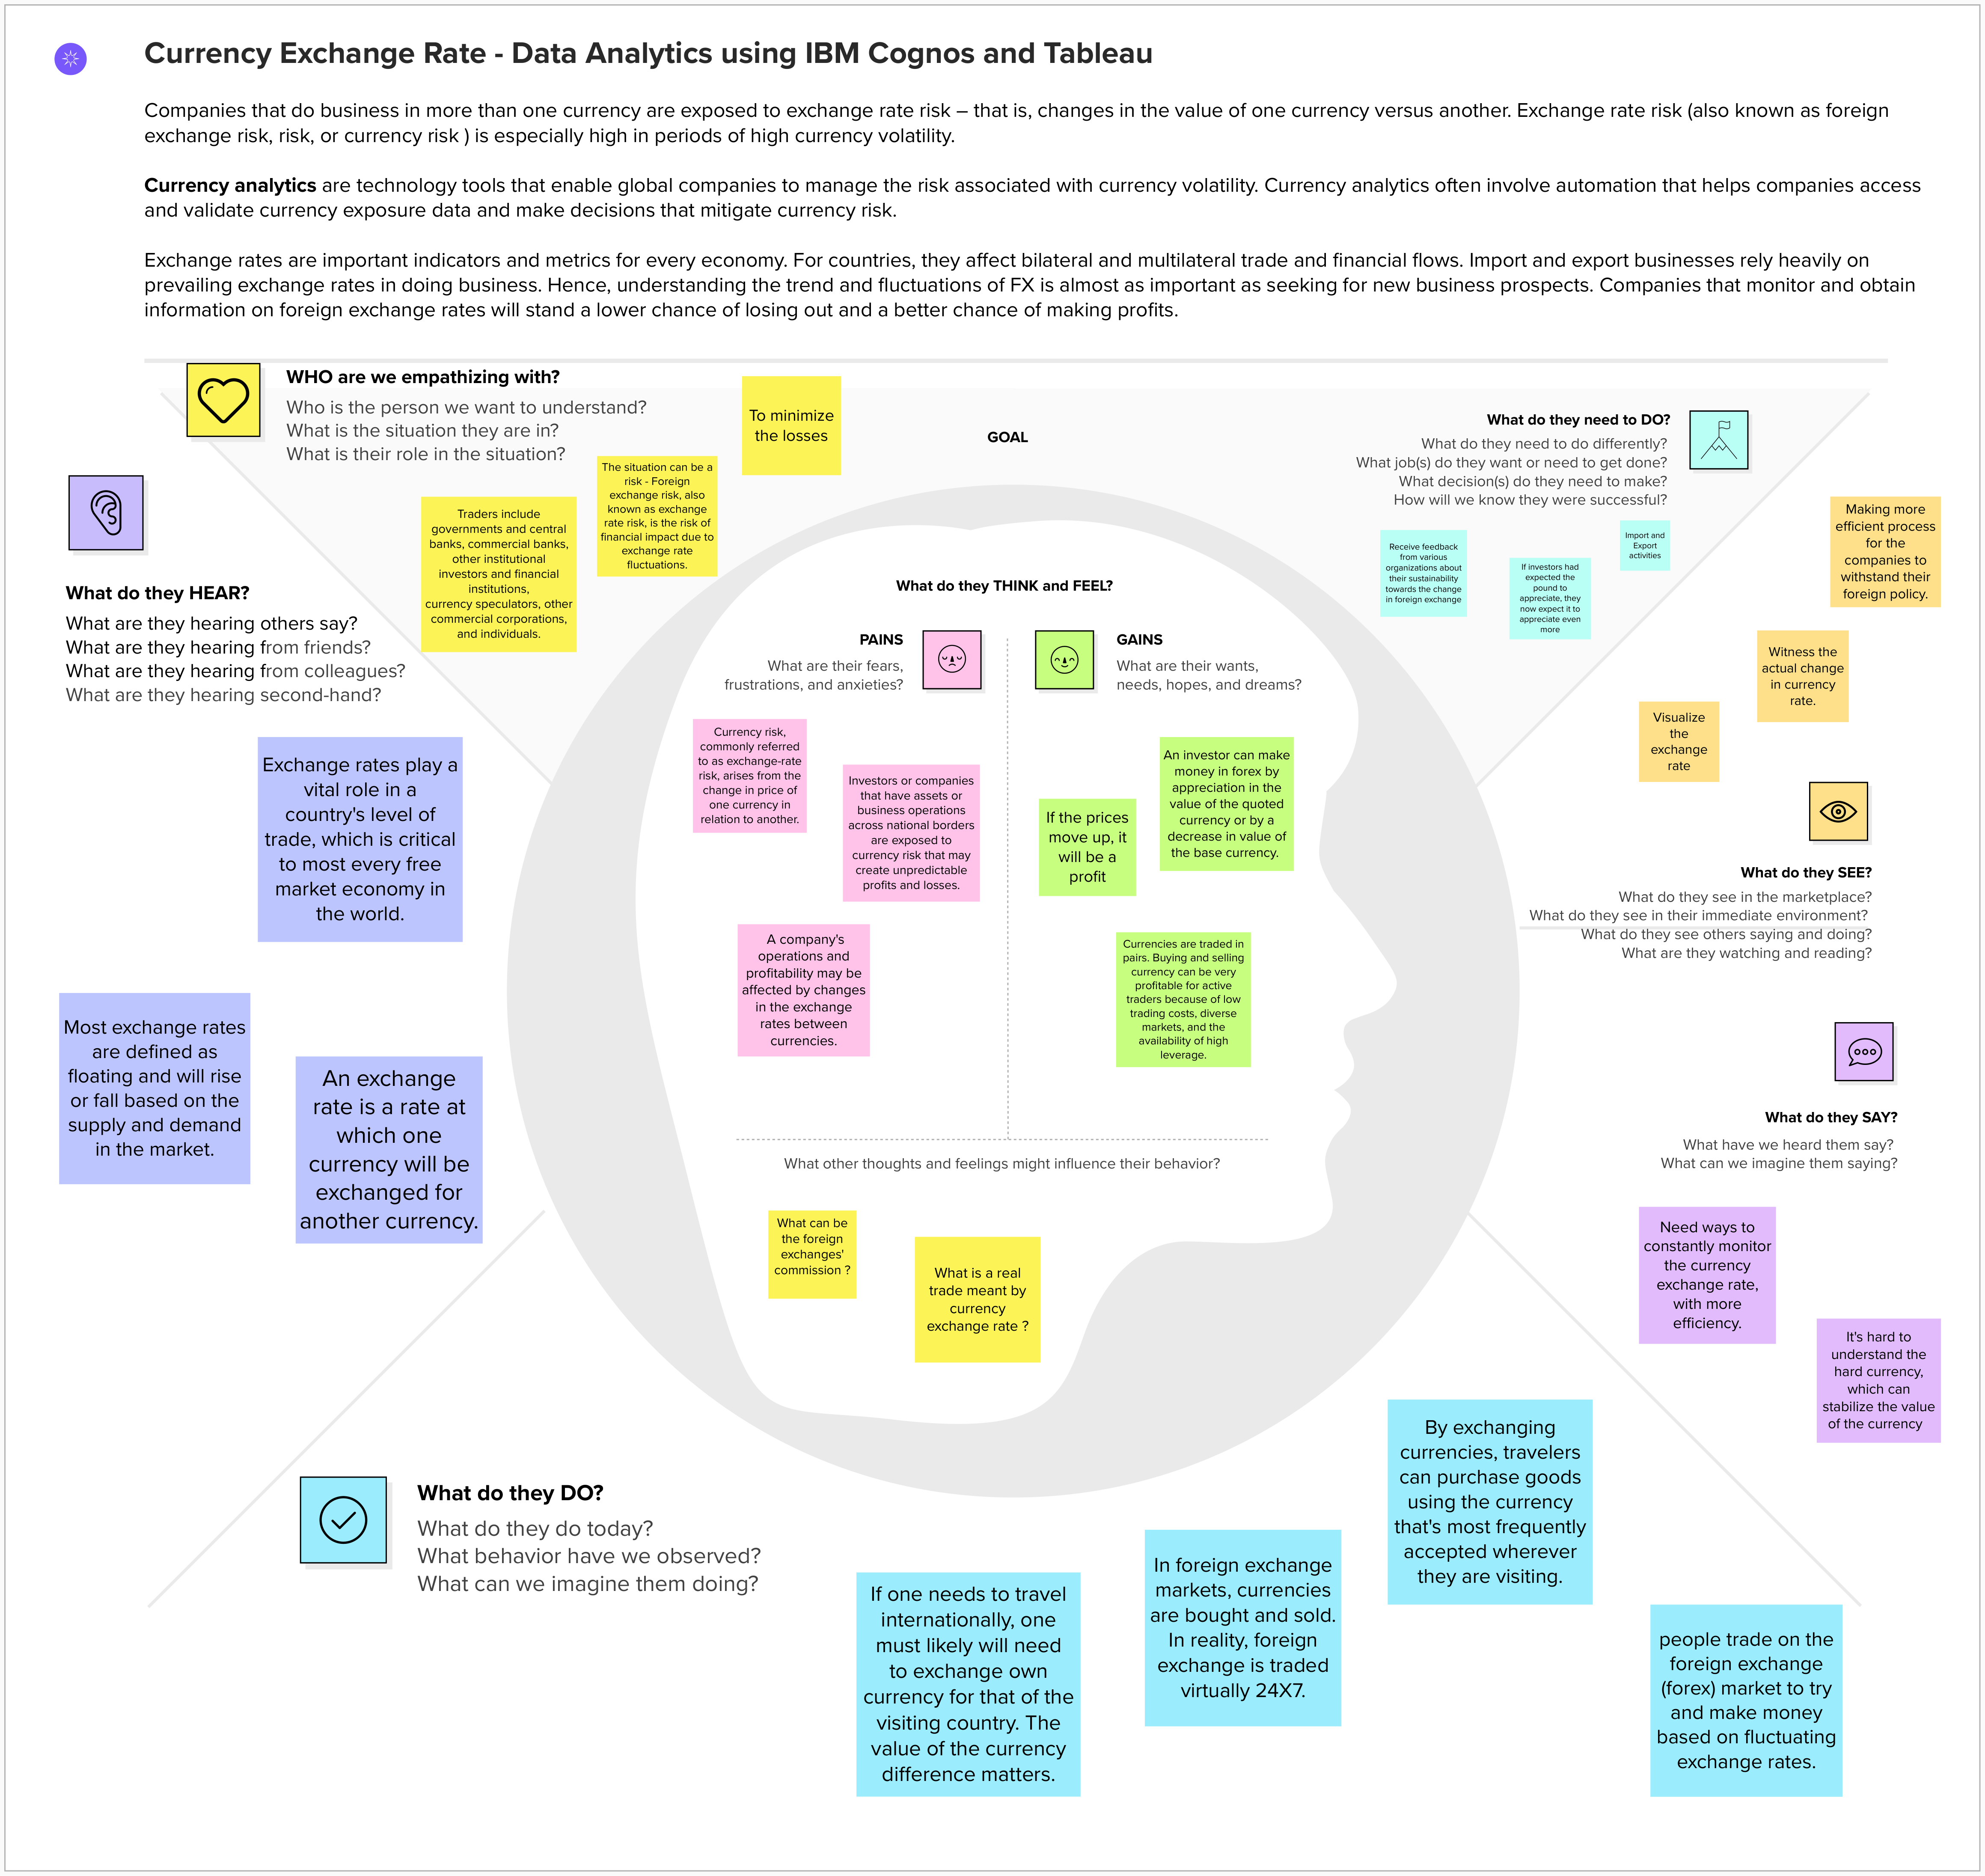 Currency Exchange Rate - Data Analytics using IBM Cognos and Tableau
Companies that do business in more than one currency are exposed to exchange rate risk – that is, changes in the value of one currency versus another. Exchange rate risk (also known as foreign
exchange risk, risk, or currency risk ) is especially high in periods of high currency volatility.
Currency analytics are technology tools that enable global companies to manage the risk associated with currency volatility. Currency analytics often involve automation that helps companies access
and validate currency exposure data and make decisions that mitigate currency risk.
Exchange rates are important indicators and metrics for every economy. For countries, they affect bilateral and multilateral trade and financial flows. Import and export businesses rely heavily on
prevailing exchange rates in doing business. Hence, understanding the trend and fluctuations of FX is almost as important as seeking for new business prospects. Companies that monitor and obtain
information on foreign exchange rates will stand a lower chance of losing out and a better chance of making profits.
WHO are we empathizing with?
Who is the person we want to understand?
What is the situation they are in?
What is their role in the situation?
To minimize
the losses
The situation can be a
risk - Foreign
exchange risk, also
known as exchange
rate risk, is the risk of
financial impact due to
exchange rate
fluctuations.
Traders include
governments and central
banks, commercial banks,
other institutional
investors and financial
institutions,
currency speculators, other
commercial corporations,
and individuals.
GOAL
What do they need to DO?
What do they need to do differently?
What job(s) do they want or need to get done?
What decision(s) do they need to make?
How will we know they were successful?
Receive feedback
from various
organizations about
their sustainability
towards the change
in foreign exchange
If investors had
expected the
pound to
appreciate, they
now expect it to
appreciate even
more
Import and
Export
activities
What do they HEAR?
What are they hearing others say?
What are they hearing from friends?
What are they hearing from colleagues?
What are they hearing second-hand?
Exchange rates play a
vital role in a
country's level of
trade, which is critical
to most every free
market economy in
the world.
Most exchange rates
are defined as
floating and will rise
or fall based on the
supply and demand
in the market.
An exchange
rate is a rate at
which one
currency will be
exchanged for
another currency.
What do they THINK and FEEL?
PAINS
What are their fears,
frustrations, and anxieties?
Currency risk,
commonly referred
to as exchange-rate
risk, arises from the
change in price of
one currency in
relation to another.
Investors or companies
that have assets or
business operations
across national borders
are exposed to
currency risk that may
create unpredictable
profits and losses.
A company's
operations and
profitability may be
affected by changes
in the exchange
rates between
currencies.
GAINS
What are their wants,
needs, hopes, and dreams?
An investor can make
money in forex by
appreciation in the
value of the quoted
currency or by a
decrease in value of
the base currency.
If the prices
move up, it
will be a
profit
Currencies are traded in
pairs. Buying and selling
currency can be very
profitable for active
traders because of low
trading costs, diverse
markets, and the
availability of high
leverage.
What other thoughts and feelings might influence their behavior?
What can be
the foreign
exchanges'
commission ?
What is a real
trade meant by
currency
exchange rate ?
Making more
efficient process
for the
companies to
withstand their
foreign policy.
Witness the
actual change
in currency
rate.
Visualize
the
exchange
rate
What do they SEE?
What do they see in the marketplace?
What do they see in their immediate environment?
What do they see others saying and doing?
What are they watching and reading?
What do they SAY?
What have we heard them say?
What can we imagine them saying?
Need ways to
constantly monitor
the currency
exchange rate,
with more
efficiency.
It's hard to
understand the
hard currency,
which can
stabilize the value
of the currency
What do they DO?
What do they do today?
What behavior have we observed?
What can we imagine them doing?
If one needs to travel
internationally, one
must likely will need
to exchange own
currency for that of the
visiting country. The
value of the currency
difference matters.
In foreign exchange
markets, currencies
are bought and sold.
In reality, foreign
exchange is traded
virtually 24X7.
By exchanging
currencies, travelers
can purchase goods
using the currency
that's most frequently
accepted wherever
they are visiting.
people trade on the
foreign exchange
(forex) market to try
and make money
based on fluctuating
exchange rates.